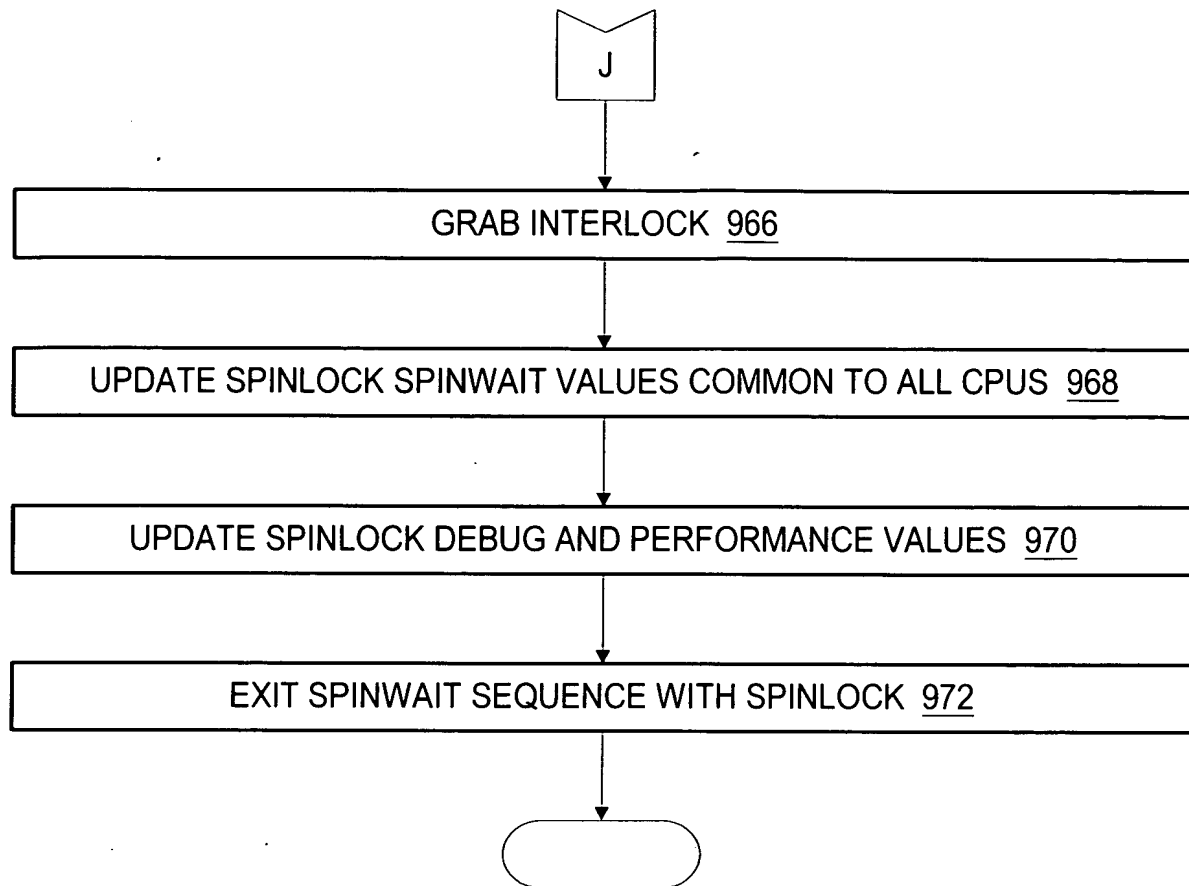 J
GRAB INTERLOCK 966
UPDATE SPINLOCK SPINWAIT VALUES COMMON TO ALL CPUS 968
UPDATE SPINLOCK DEBUG AND PERFORMANCE VALUES 970
EXIT SPINWAIT SEQUENCE WITH SPINLOCK 972